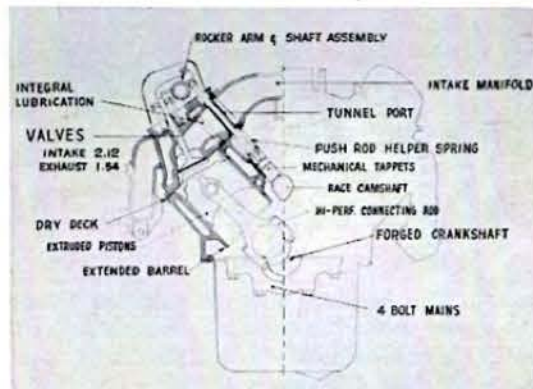 ROCKER ARM & SHAFT ASSEMBLY
INTEGRAL
LUBRICATION
INTAKE MANIFOLD
TUNNEL PORT
VALVES
INTAKE 2.12
EXHAUST 1.54
PUSH ROD HELPER SPRING
MECHANICAL TAPPETS
RACE CAMSHAFT
HI-PERF. CONNECTING ROD
DRY DECK
FORGED CRANKSHAFT
EXTRUDED PISTONS
EXTENDED BARREL
4 BOLT MAINS